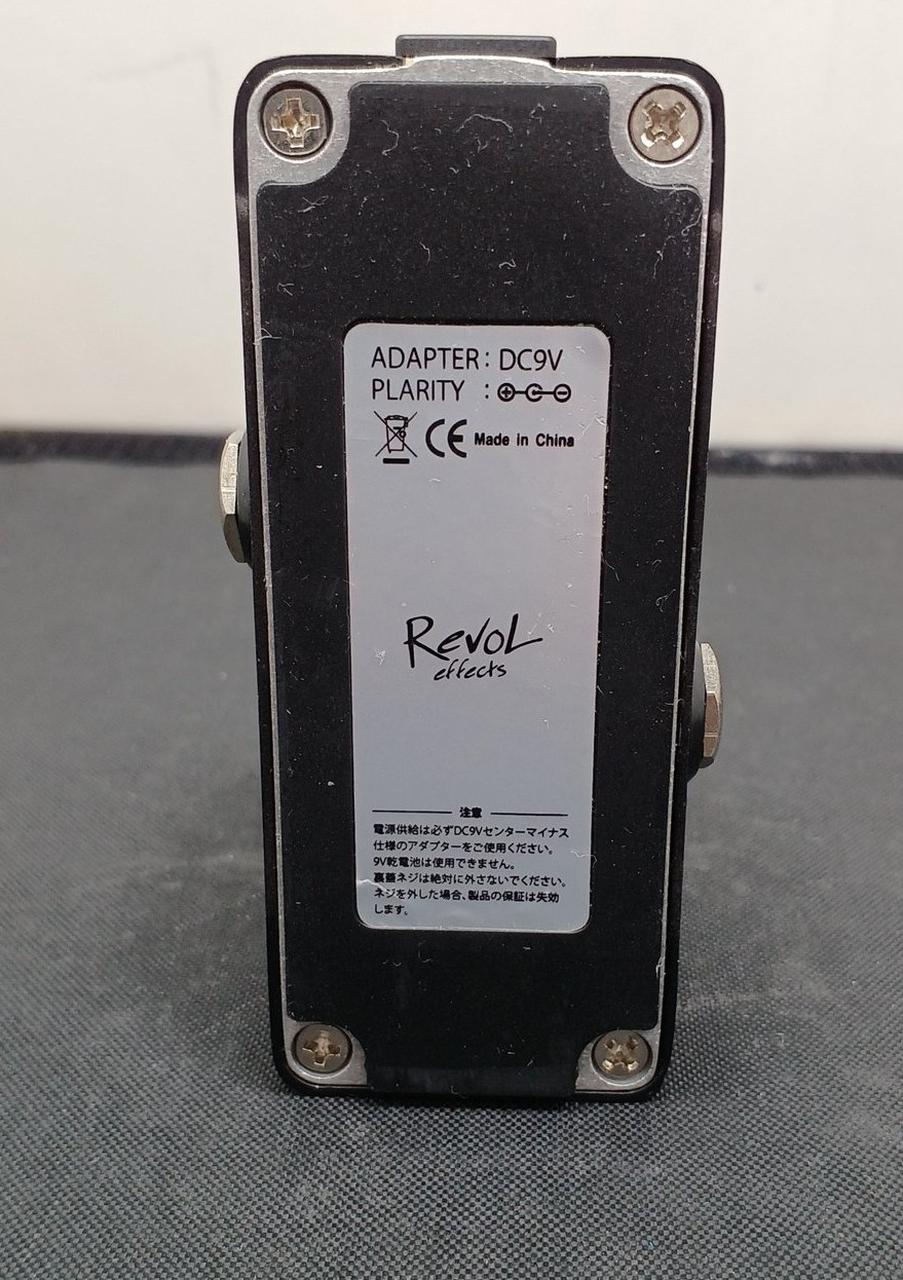 ADAPTER : DC9V
PLARITY :
CE Made in China
Revol
effects
注意
電源供給は必ずDC9Vセンターマイナス
仕様のアダプターをご使用ください。
9V乾電池は使用できません。
裏蓋ネジは絶対に外さないでください。
ネジを外した場合、製品の保証は失効
します。